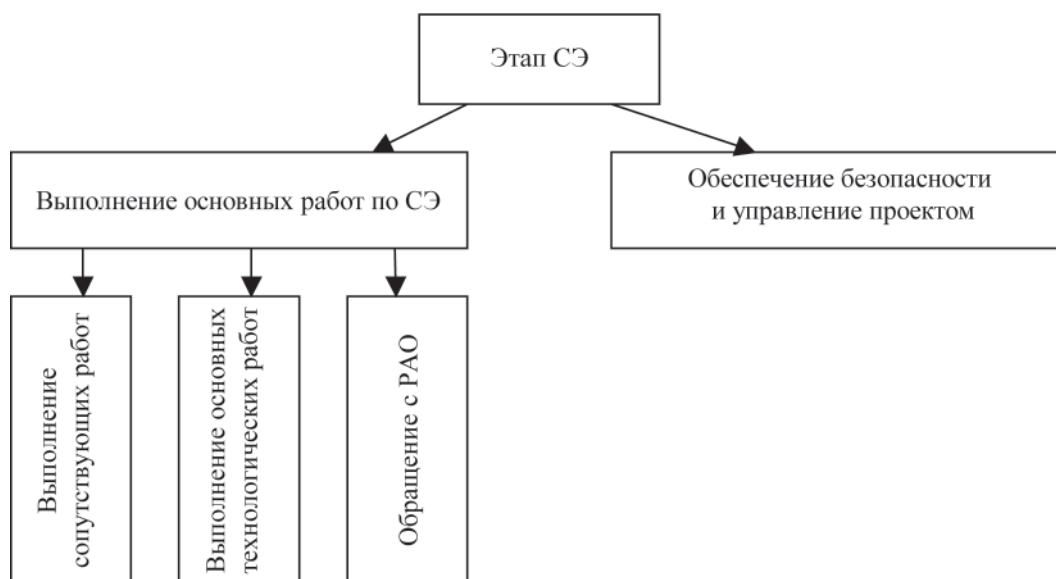 Этап СЭ
Выполнение основных работ по СЭ
Обеспечение безопасности
и управление проектом
Выполнение
сопутствующих работ
Выполнение основных
технологических работ
Обращение с РАО